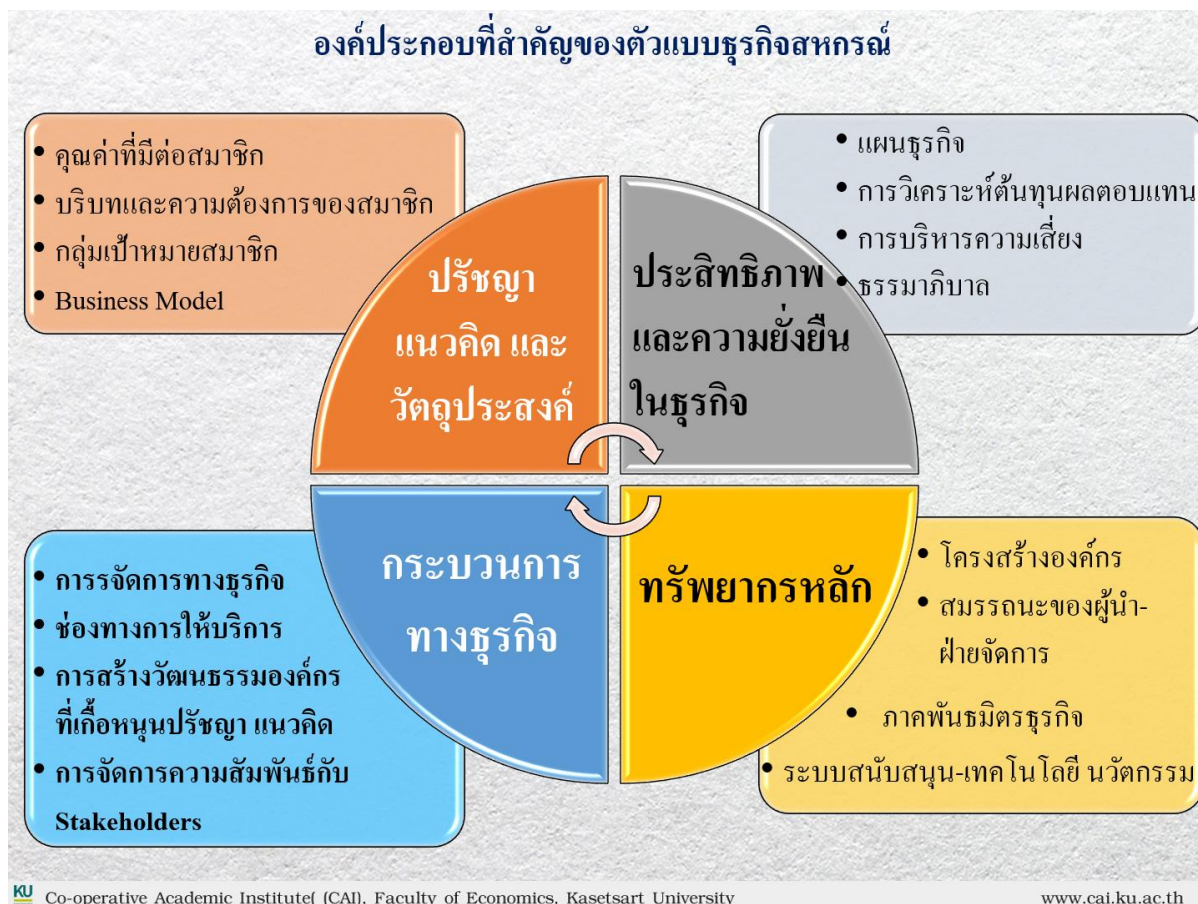 องค์ประกอบที่สำคัญของตัวแบบธุรกิจสหกรณ์
• คุณค่าที่มีต่อสมาชิก
• บริบทและความต้องการของสมาชิก
• กลุ่มเป้าหมายสมาชิก
• Business Model
ปรัชญา
แนวคิด และ
วัตถุประสงค์
• แผนธุรกิจ
• การวิเคราะห์ต้นทุนผลตอบแทน
• การบริหารความเสี่ยง
• ธรรมาภิบาล
ประสิทธิภาพ
และความยั่งยืน
ในธุรกิจ
• การรจัดการทางธุรกิจ
• ช่องทางการให้บริการ
• การสร้างวัฒนธรรมองค์กร
ที่เกื้อหนุนปรัชญา แนวคิด
• การจัดการความสัมพันธ์กับ
Stakeholders
กระบวนการ
ทางธุรกิจ
ทรัพยากรหลัก
• โครงสร้างองค์กร
• สมรรถนะของผู้นำ-
ฝ่ายจัดการ
• ภาคพันธมิตรธุรกิจ
• ระบบสนับสนุน-เทคโนโลยี นวัตกรรม
KU Co-operative Academic Institute( (CAI), Faculty of Economics, Kasetsart University
www.cai.ku.ac.th